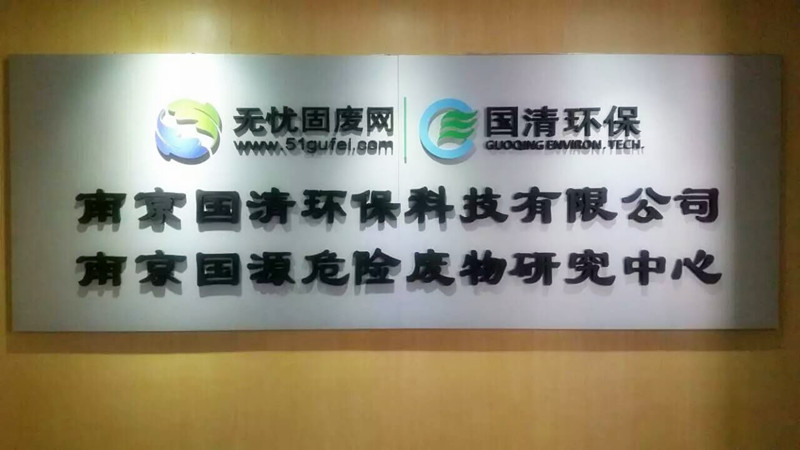 无忧固废网
www.51gufei.com
国清环保
GUOQING ENVIRON. TECH.
南京国清环保科技有限公司
南京国源危险废物研究中心